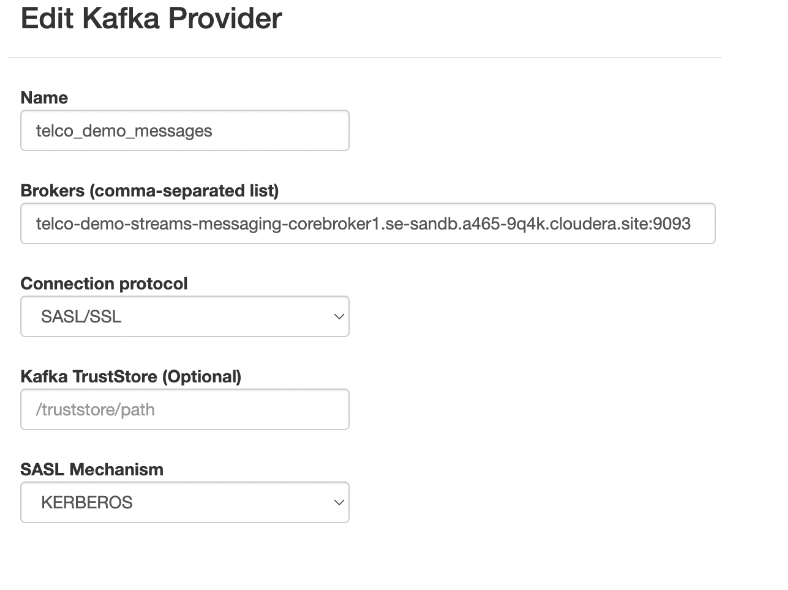 Edit Kafka Provider
Name
telco_demo_messages
Brokers (comma-separated list)
telco-demo-streams-messaging-corebroker1.se-sandb.a465-9q4k.cloudera.site:9093
Connection protocol
SASL/SSL
Kafka TrustStore (Optional)
/truststore/path
SASL Mechanism
KERBEROS